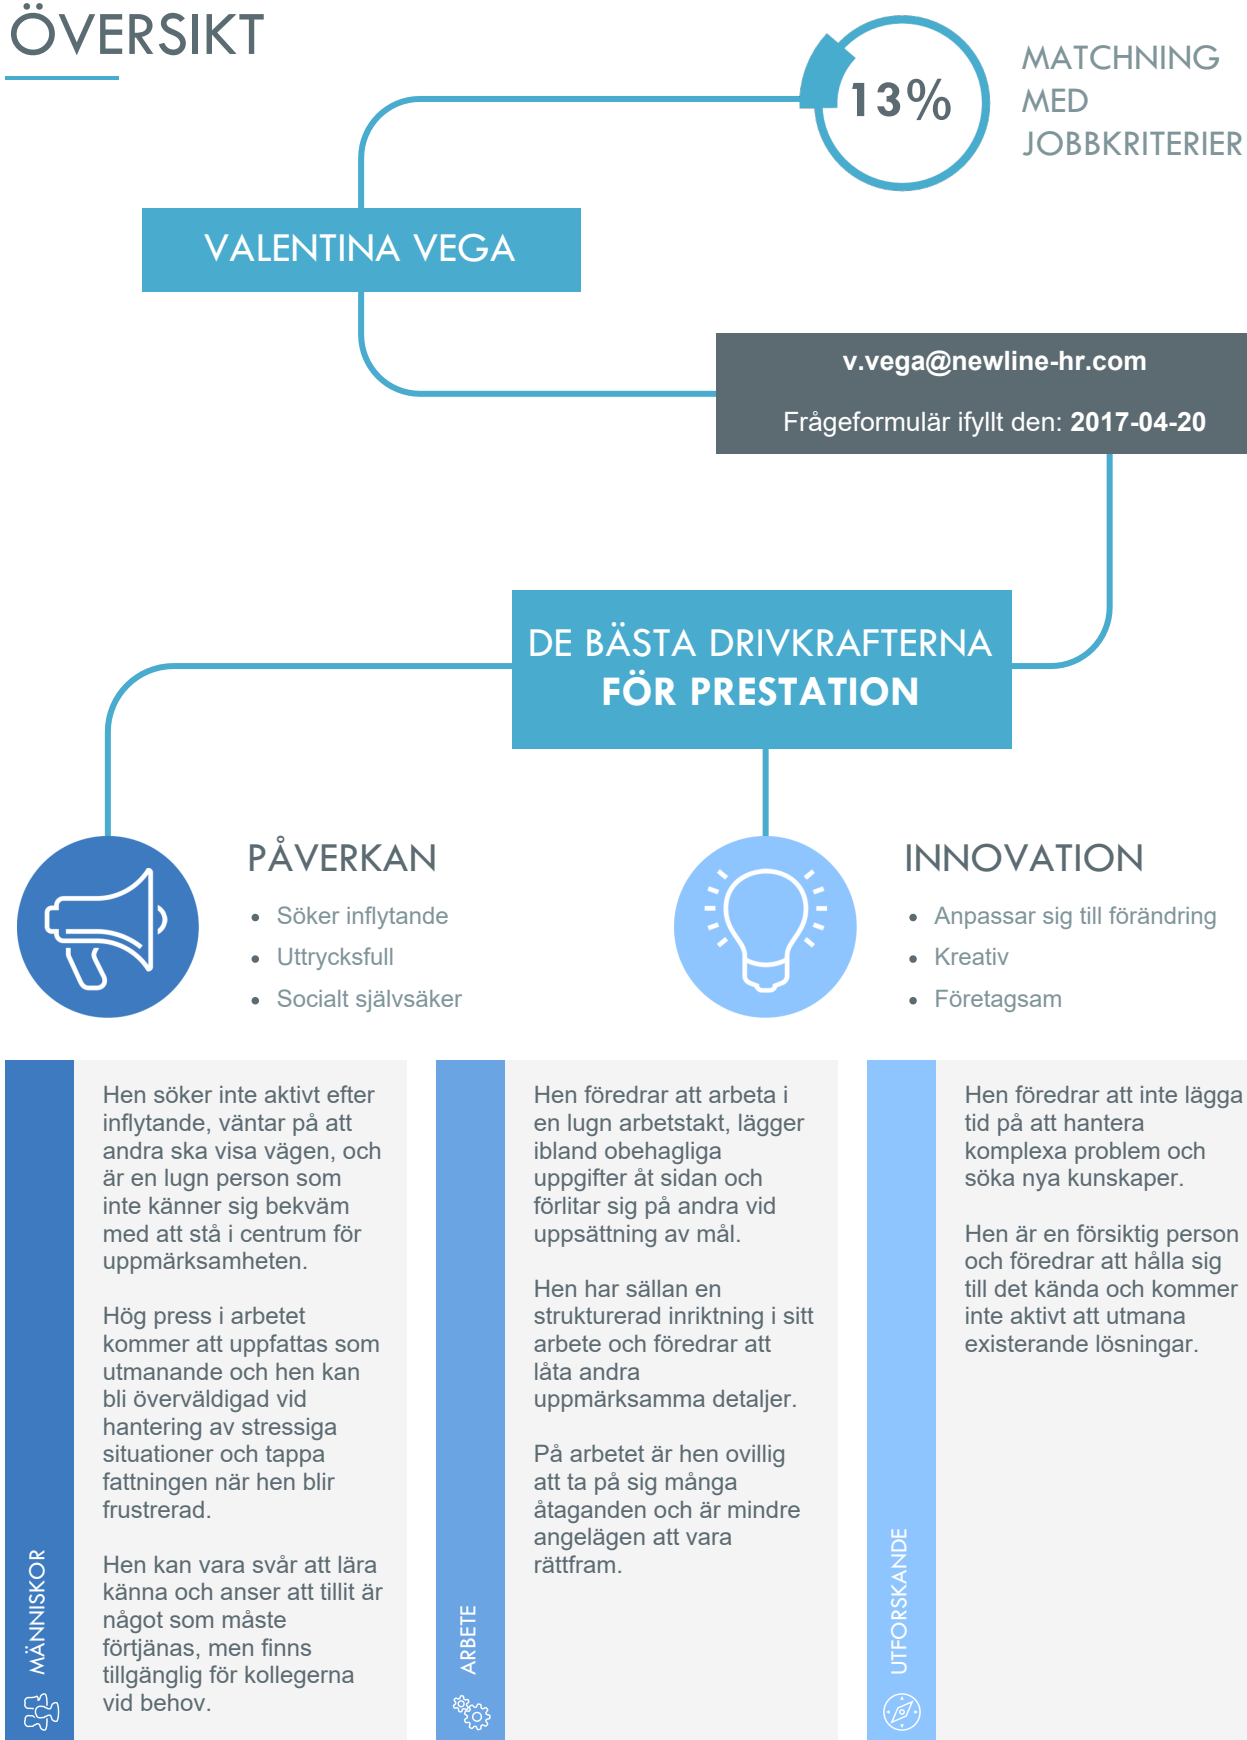 ÖVERSIKT
13%
MATCHNING
MED
JOBBKRITERIER
VALENTINA VEGA
v.vega@newline-hr.com
Frågeformulär ifyllt den: 2017-04-20
DE BÄSTA DRIVKRAFTERNA
FÖR PRESTATION
PÅVERKAN
• Söker inflytande
• Uttrycksfull
• Socialt självsäker
INNOVATION
• Anpassar sig till förändring
• Kreativ
• Företagsam
MÄNNISKOR
Hen söker inte aktivt efter
inflytande, väntar på att
andra ska visa vägen, och
är en lugn person som
inte känner sig bekväm
med att stå i centrum för
uppmärksamheten.
Hög press i arbetet
kommer att uppfattas som
utmanande och hen kan
bli överväldigad vid
hantering av stressiga
situationer och tappa
fattningen när hen blir
frustrerad.
Hen kan vara svår att lära
känna och anser att tillit är
något som måste
förtjänas, men finns
tillgänglig för kollegerna
vid behov.
ARBETE
Hen föredrar att arbeta i
en lugn arbetstakt, lägger
ibland obehagliga
uppgifter åt sidan och
förlitar sig på andra vid
uppsättning av mål.
Hen har sällan en
strukturerad inriktning i sitt
arbete och föredrar att
låta andra
uppmärksamma detaljer.
På arbetet är hen ovillig
att ta på sig många
åtaganden och är mindre
angelägen att vara
rättfram.
UTFORSKANDE
Hen föredrar att inte lägga
tid på att hantera
komplexa problem och
söka nya kunskaper.
Hen är en försiktig person
och föredrar att hålla sig
till det kända och kommer
inte aktivt att utmana
existerande lösningar.